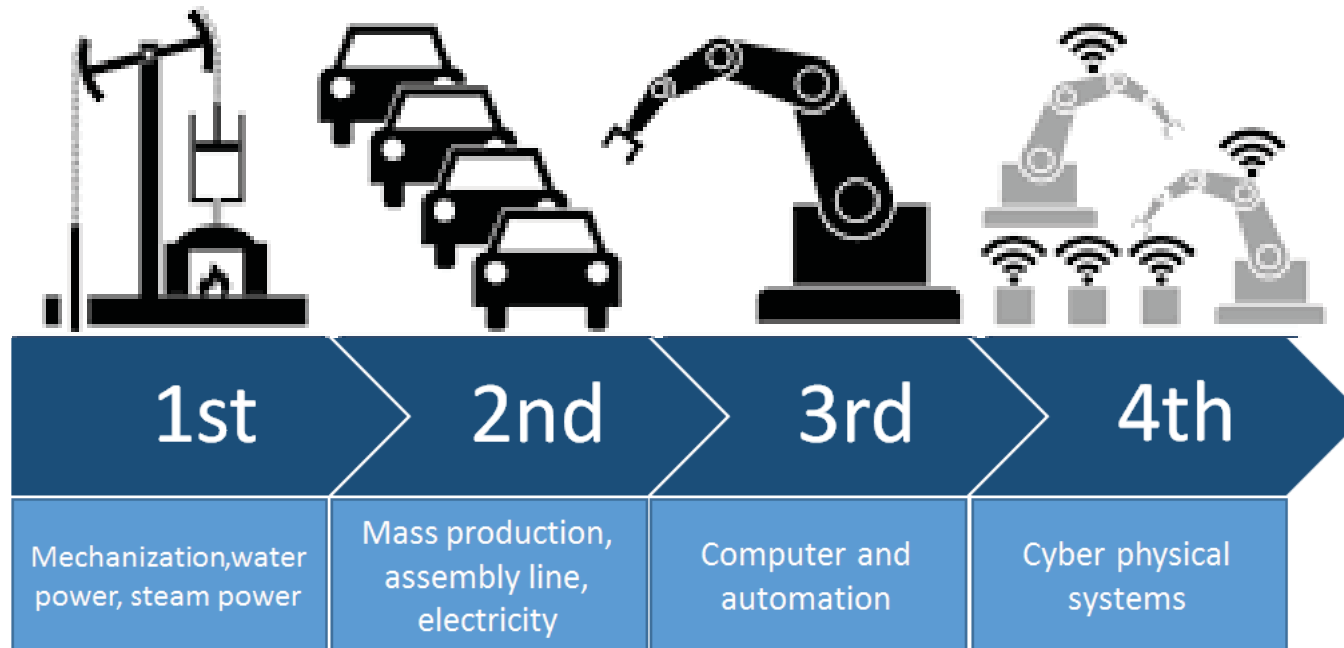 1st
2nd
3rd
4th
Mechanization,water
power, steam power
Mass production,
assembly line,
electricity
Computer and
automation
Cyber physical
systems